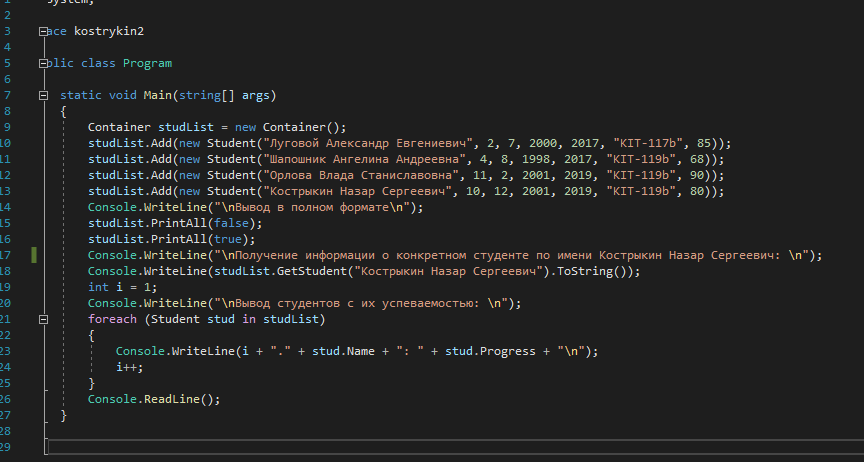 1 System;
2
3 ace kostrykin2
4
5 blic class Program
6
7 static void Main(string[] args)
8 {
9 Container studList = new Container();
10 studList.Add(new Student("Луговой Александр Евгениевич", 2, 7, 2000, 2017, "KIT-117b", 85));
11 studList.Add(new Student("Шапошник Ангелина Андреевна", 4, 8, 1998, 2017, "KIT-119b", 68));
12 studList.Add(new Student("Орлова Влада Станиславовна", 11, 2, 2001, 2019, "KIT-119b", 90));
13 studList.Add(new Student("Кострыкин Назар Сергеевич", 10, 12, 2001, 2019, "KIT-119b", 80));
14 Console.WriteLine("\nВывод в полном формате\n");
15 studList.PrintAll(false);
16 studList.PrintAll(true);
17 Console.WriteLine("\nПолучение информации о конкретном студенте по имени Кострыкин Назар Сергеевич: \n");
18 Console.WriteLine(studList.GetStudent("Кострыкин Назар Сергеевич").ToString());
19 int i = 1;
20 Console.WriteLine("\nВывод студентов с их успеваемостью: \n");
21 foreach (Student stud in studList)
22 {
23 Console.WriteLine(i + "." + stud.Name + ": " + stud.Progress + "\n");
24 i++;
25 }
26 Console.ReadLine();
27 }
28
29